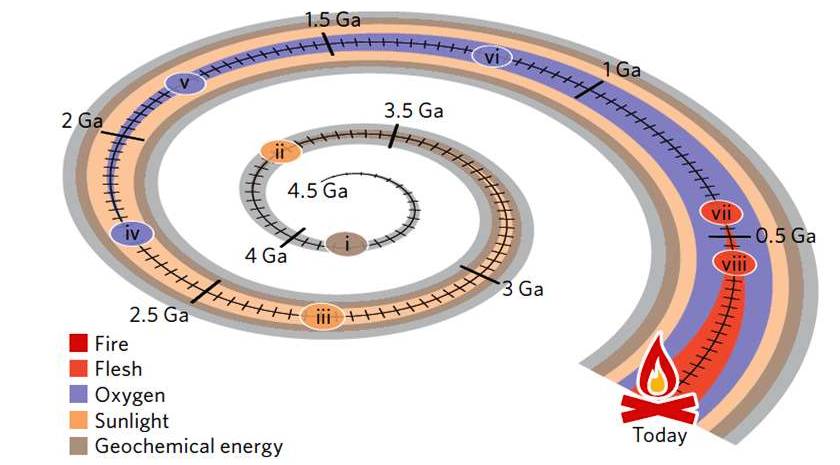 1.5 Ga
vi
1 Ga
v
2 Ga
3.5 Ga
ii
4.5 Ga
vii
iv
i
0.5 Ga
4 Ga
viii
3 Ga
2.5 Ga
iii
Fire
Flesh
Oxygen
Sunlight
Geochemical energy
Today